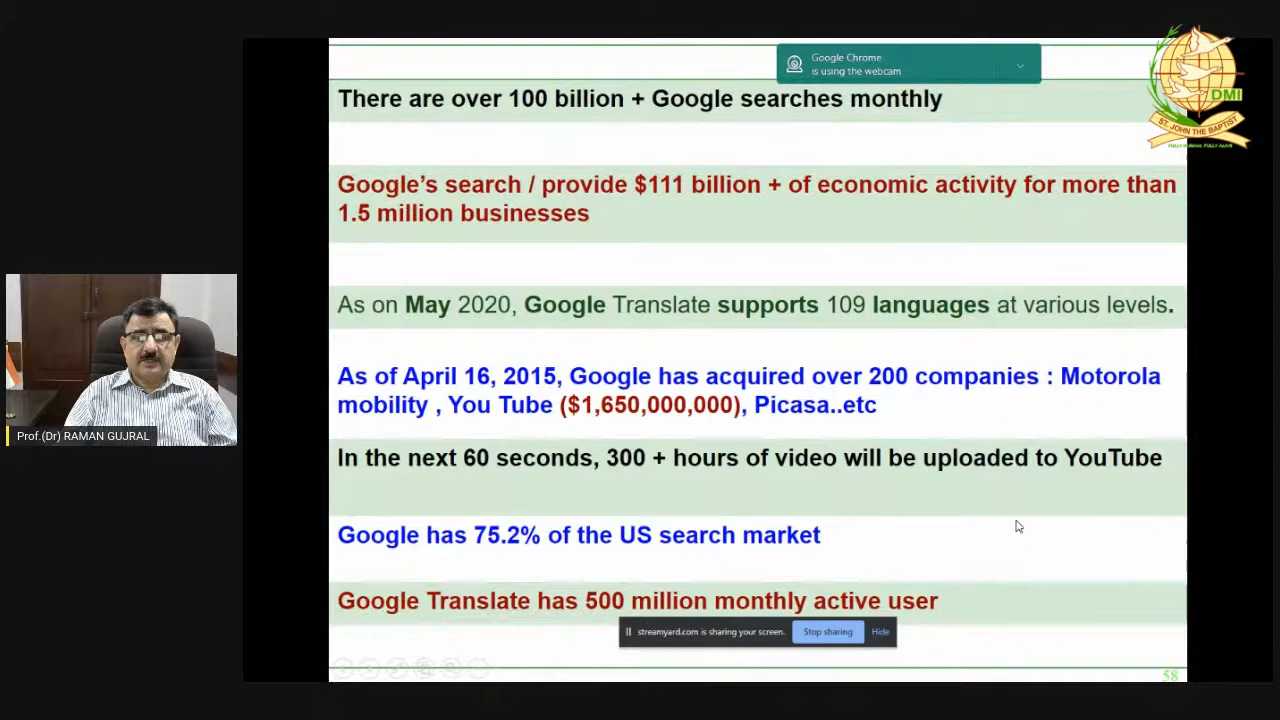 Google Chrome
is using the webcam
There are over 100 billion + Google searches monthly
DMI
ST. JOHN THE BAPTIST
FULLY HUMAN, FULLY ALIVE
Google’s search / provide $111 billion + of economic activity for more than
1.5 million businesses
As on May 2020, Google Translate supports 109 languages at various levels.
As of April 16, 2015, Google has acquired over 200 companies : Motorola
mobility , You Tube ($1,650,000,000), Picasa..etc
Prof.(Dr) RAMAN GUJRAL
In the next 60 seconds, 300 + hours of video will be uploaded to YouTube
Google has 75.2% of the US search market
Google Translate has 500 million monthly active user
streamyard.com is sharing your screen.
Stop sharing
Hide
58